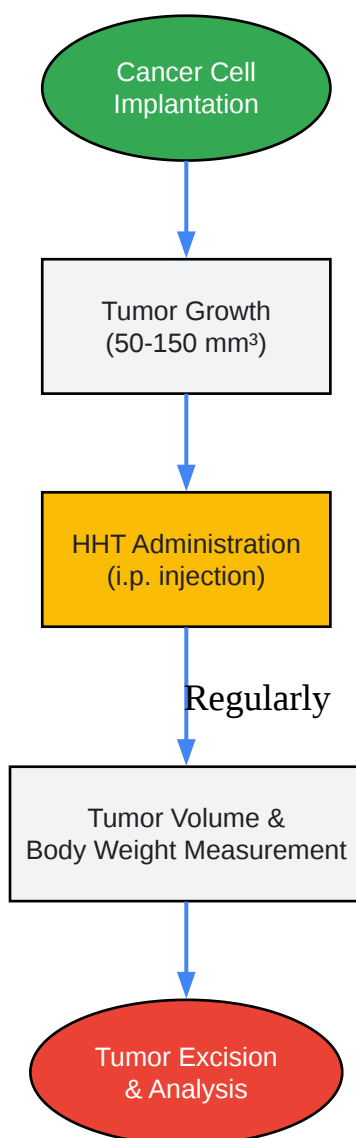 Cancer Cell
Implantation
Tumor Growth
(50-150 mm³)
HHT Administration
(i.p. injection)
Regularly
Tumor Volume &
Body Weight Measurement
Tumor Excision
& Analysis